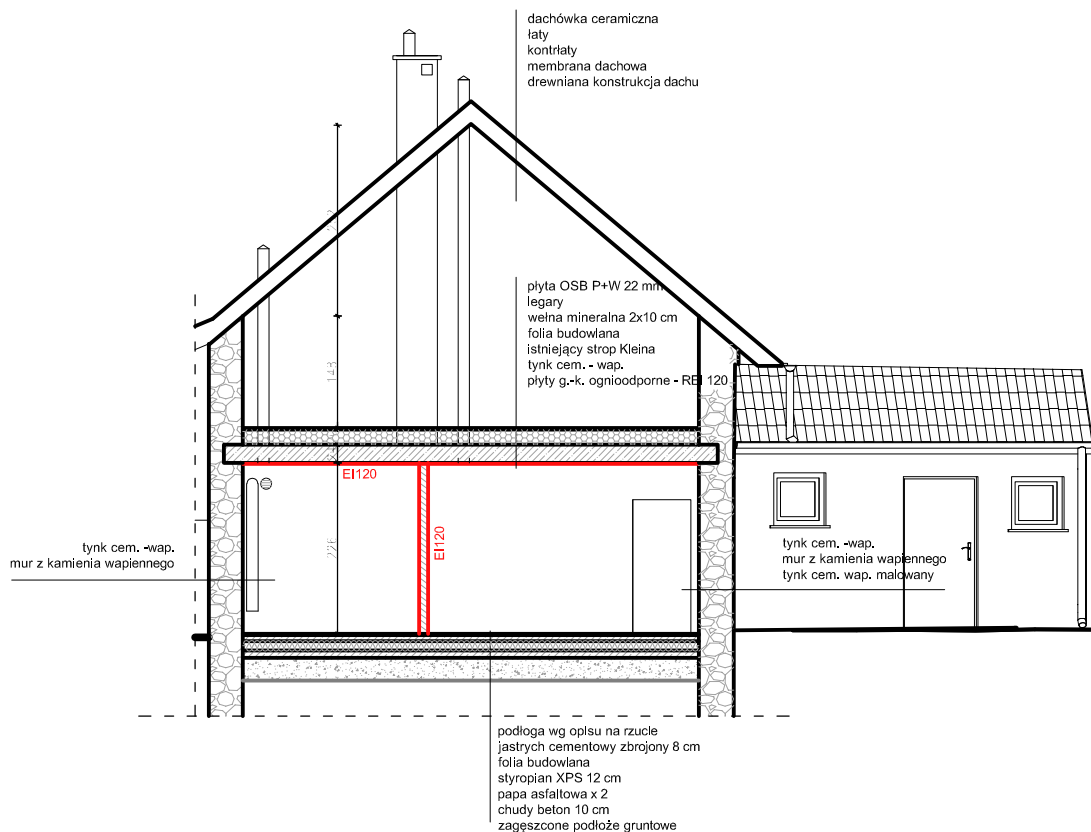 dachówka ceramiczna
łaty
kontrłaty
membrana dachowa
drewniana konstrukcja dachu
płyta OSB P+W 22 mm
legary
wełna mineralna 2x10 cm
folia budowlana
istniejący strop Kleina
tynk cem. - wap.
płyty g.-k. ognioodporne - REI 120
148
EI120
EI120
226
tynk cem. -wap.
mur z kamienia wapiennego
tynk cem. -wap.
mur z kamienia wapiennego
tynk cem. wap. malowany
podłoga wg opisu na rzucie
jastrych cementowy zbrojony 8 cm
folia budowlana
styropian XPS 12 cm
papa asfaltowa x 2
chudy beton 10 cm
zagęszcone podłoże gruntowe